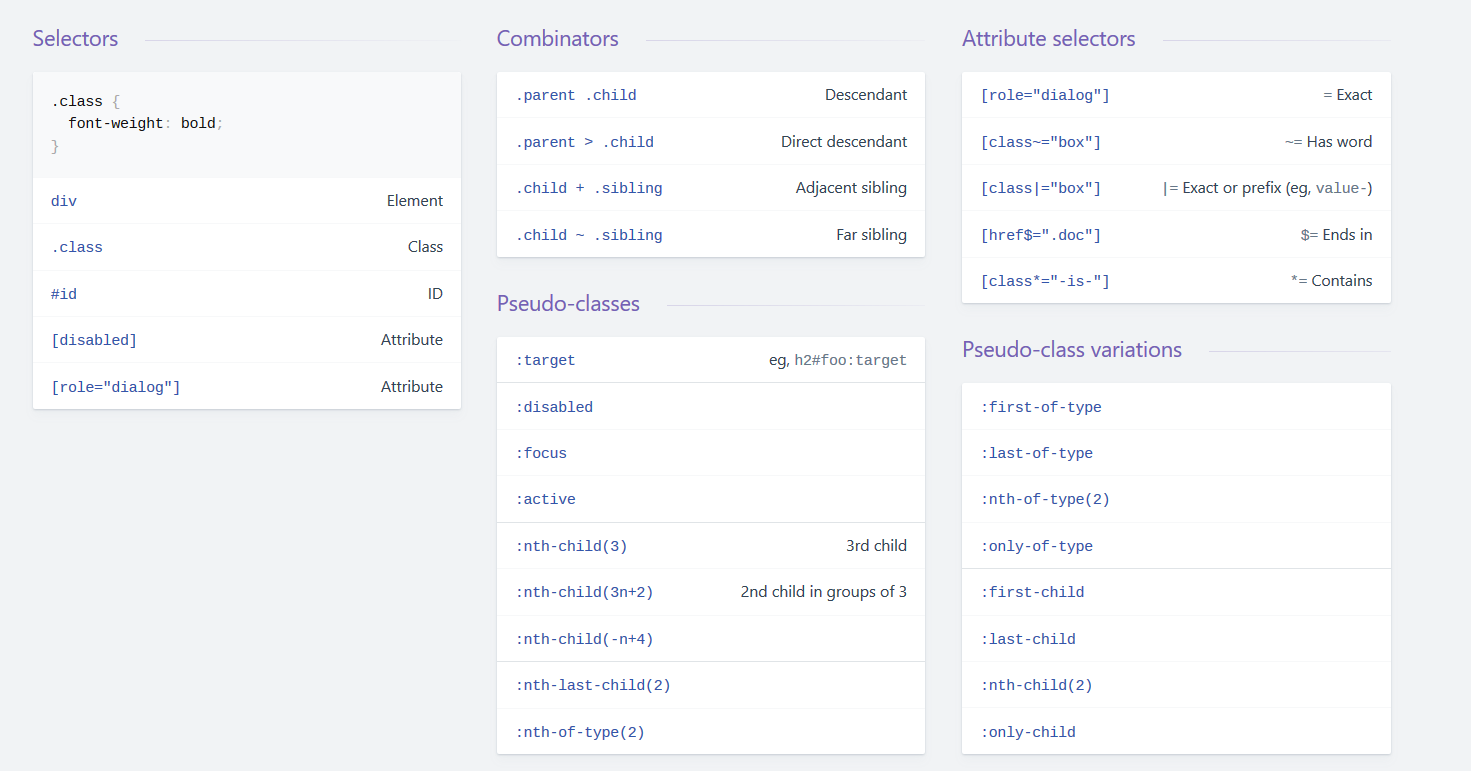 Selectors
.class {
  font-weight: bold;
}
div Element
.class Class
#id ID
[disabled] Attribute
[role="dialog"] Attribute
Combinators
.parent .child Descendant
.parent > .child Direct descendant
.child + .sibling Adjacent sibling
.child ~ .sibling Far sibling
Pseudo-classes
:target eg, h2#foo:target
:disabled
:focus
:active
:nth-child(3) 3rd child
:nth-child(3n+2) 2nd child in groups of 3
:nth-child(-n+4)
:nth-last-child(2)
:nth-of-type(2)
Attribute selectors
[role="dialog"] = Exact
[class~="box"] ~= Has word
[class|="box"] |= Exact or prefix (eg, value-)
[href$=".doc"] $= Ends in
[class*="-is-"] *= Contains
Pseudo-class variations
:first-of-type
:last-of-type
:nth-of-type(2)
:only-of-type
:first-child
:last-child
:nth-child(2)
:only-child